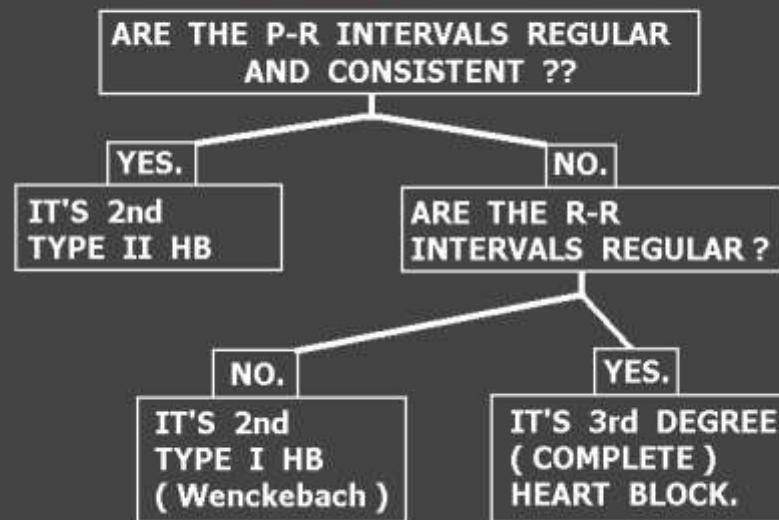 ARE THE P-R INTERVALS REGULAR
AND CONSISTENT ??
YES.
IT'S 2nd
TYPE II HB
NO.
ARE THE R-R
INTERVALS REGULAR ?
NO.
IT'S 2nd
TYPE I HB
( Wenckebach )
YES.
IT'S 3rd DEGREE
( COMPLETE )
HEART BLOCK.